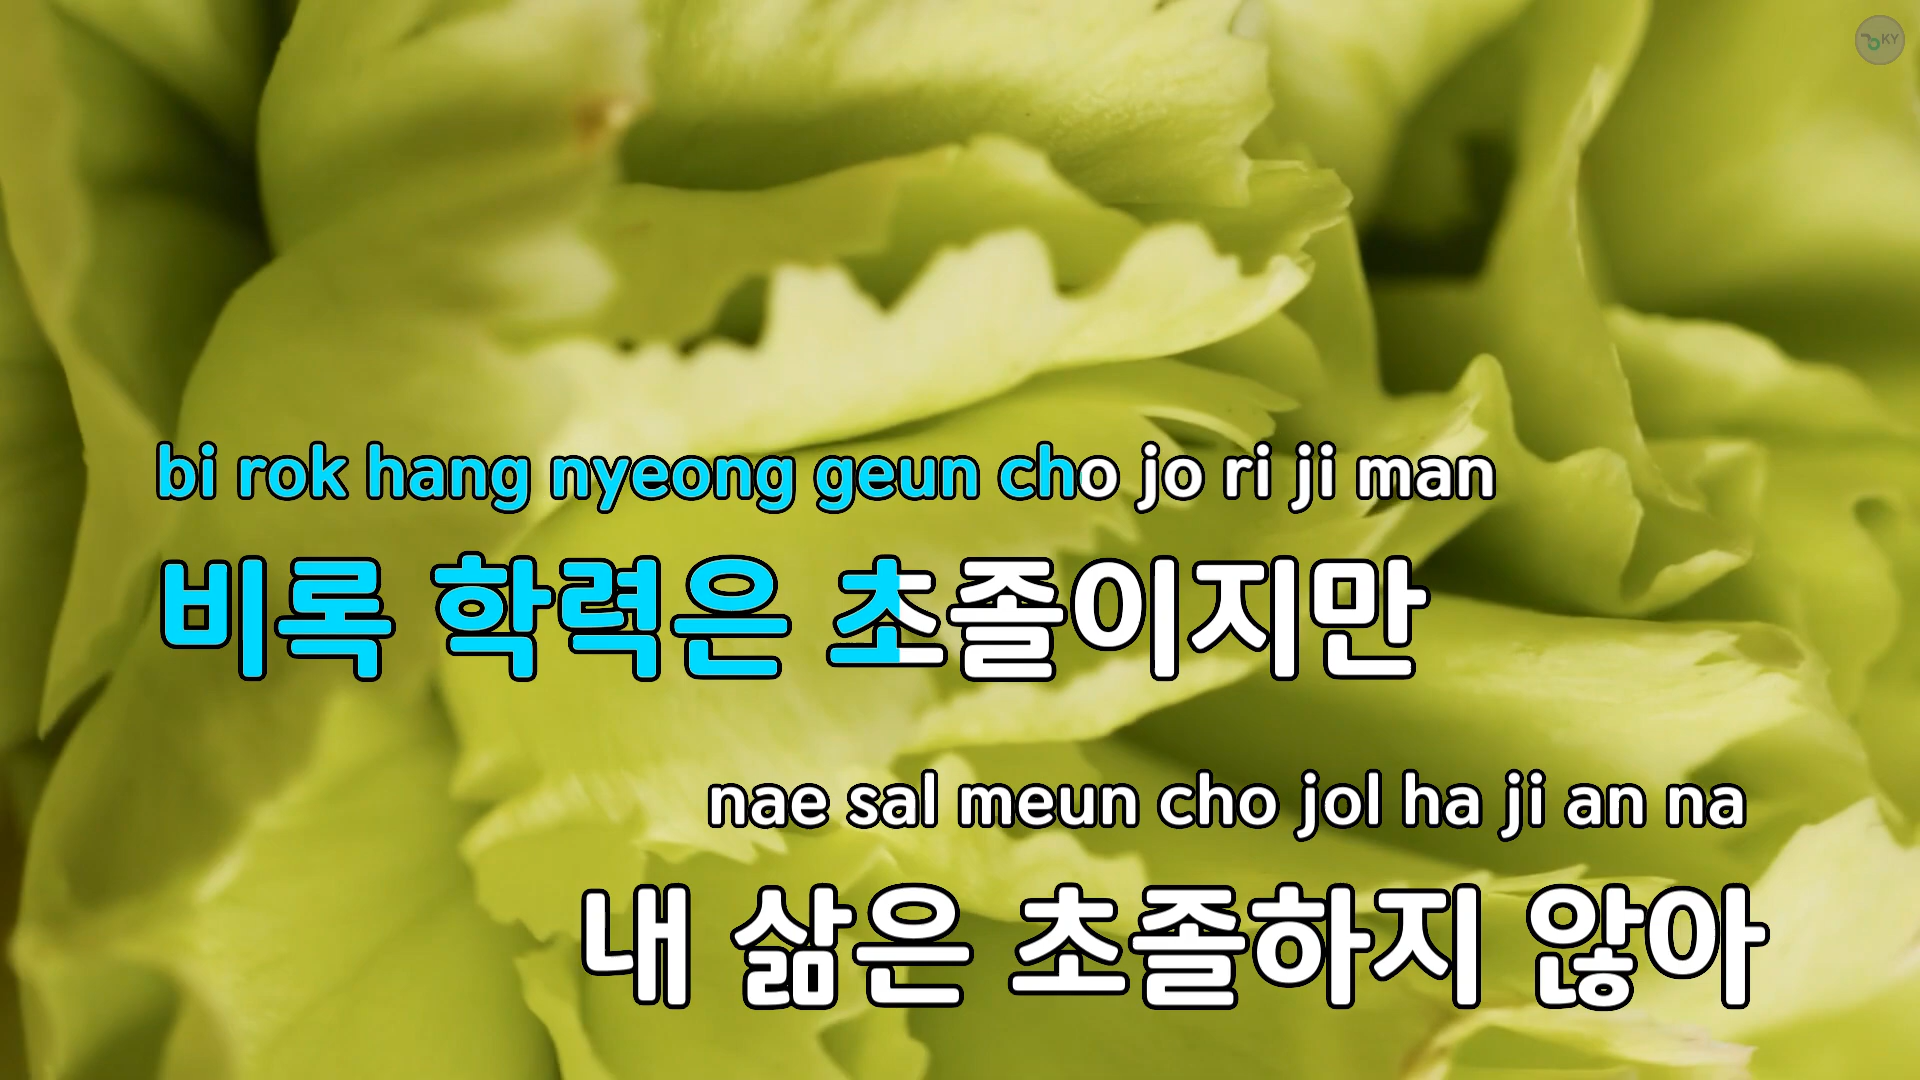 KY
bi rok hang nyeong geun cho jo ri ji man
비록 학력은 초졸이지만
nae sal meun cho jol ha ji an na
내 삶은 초졸하지 않아